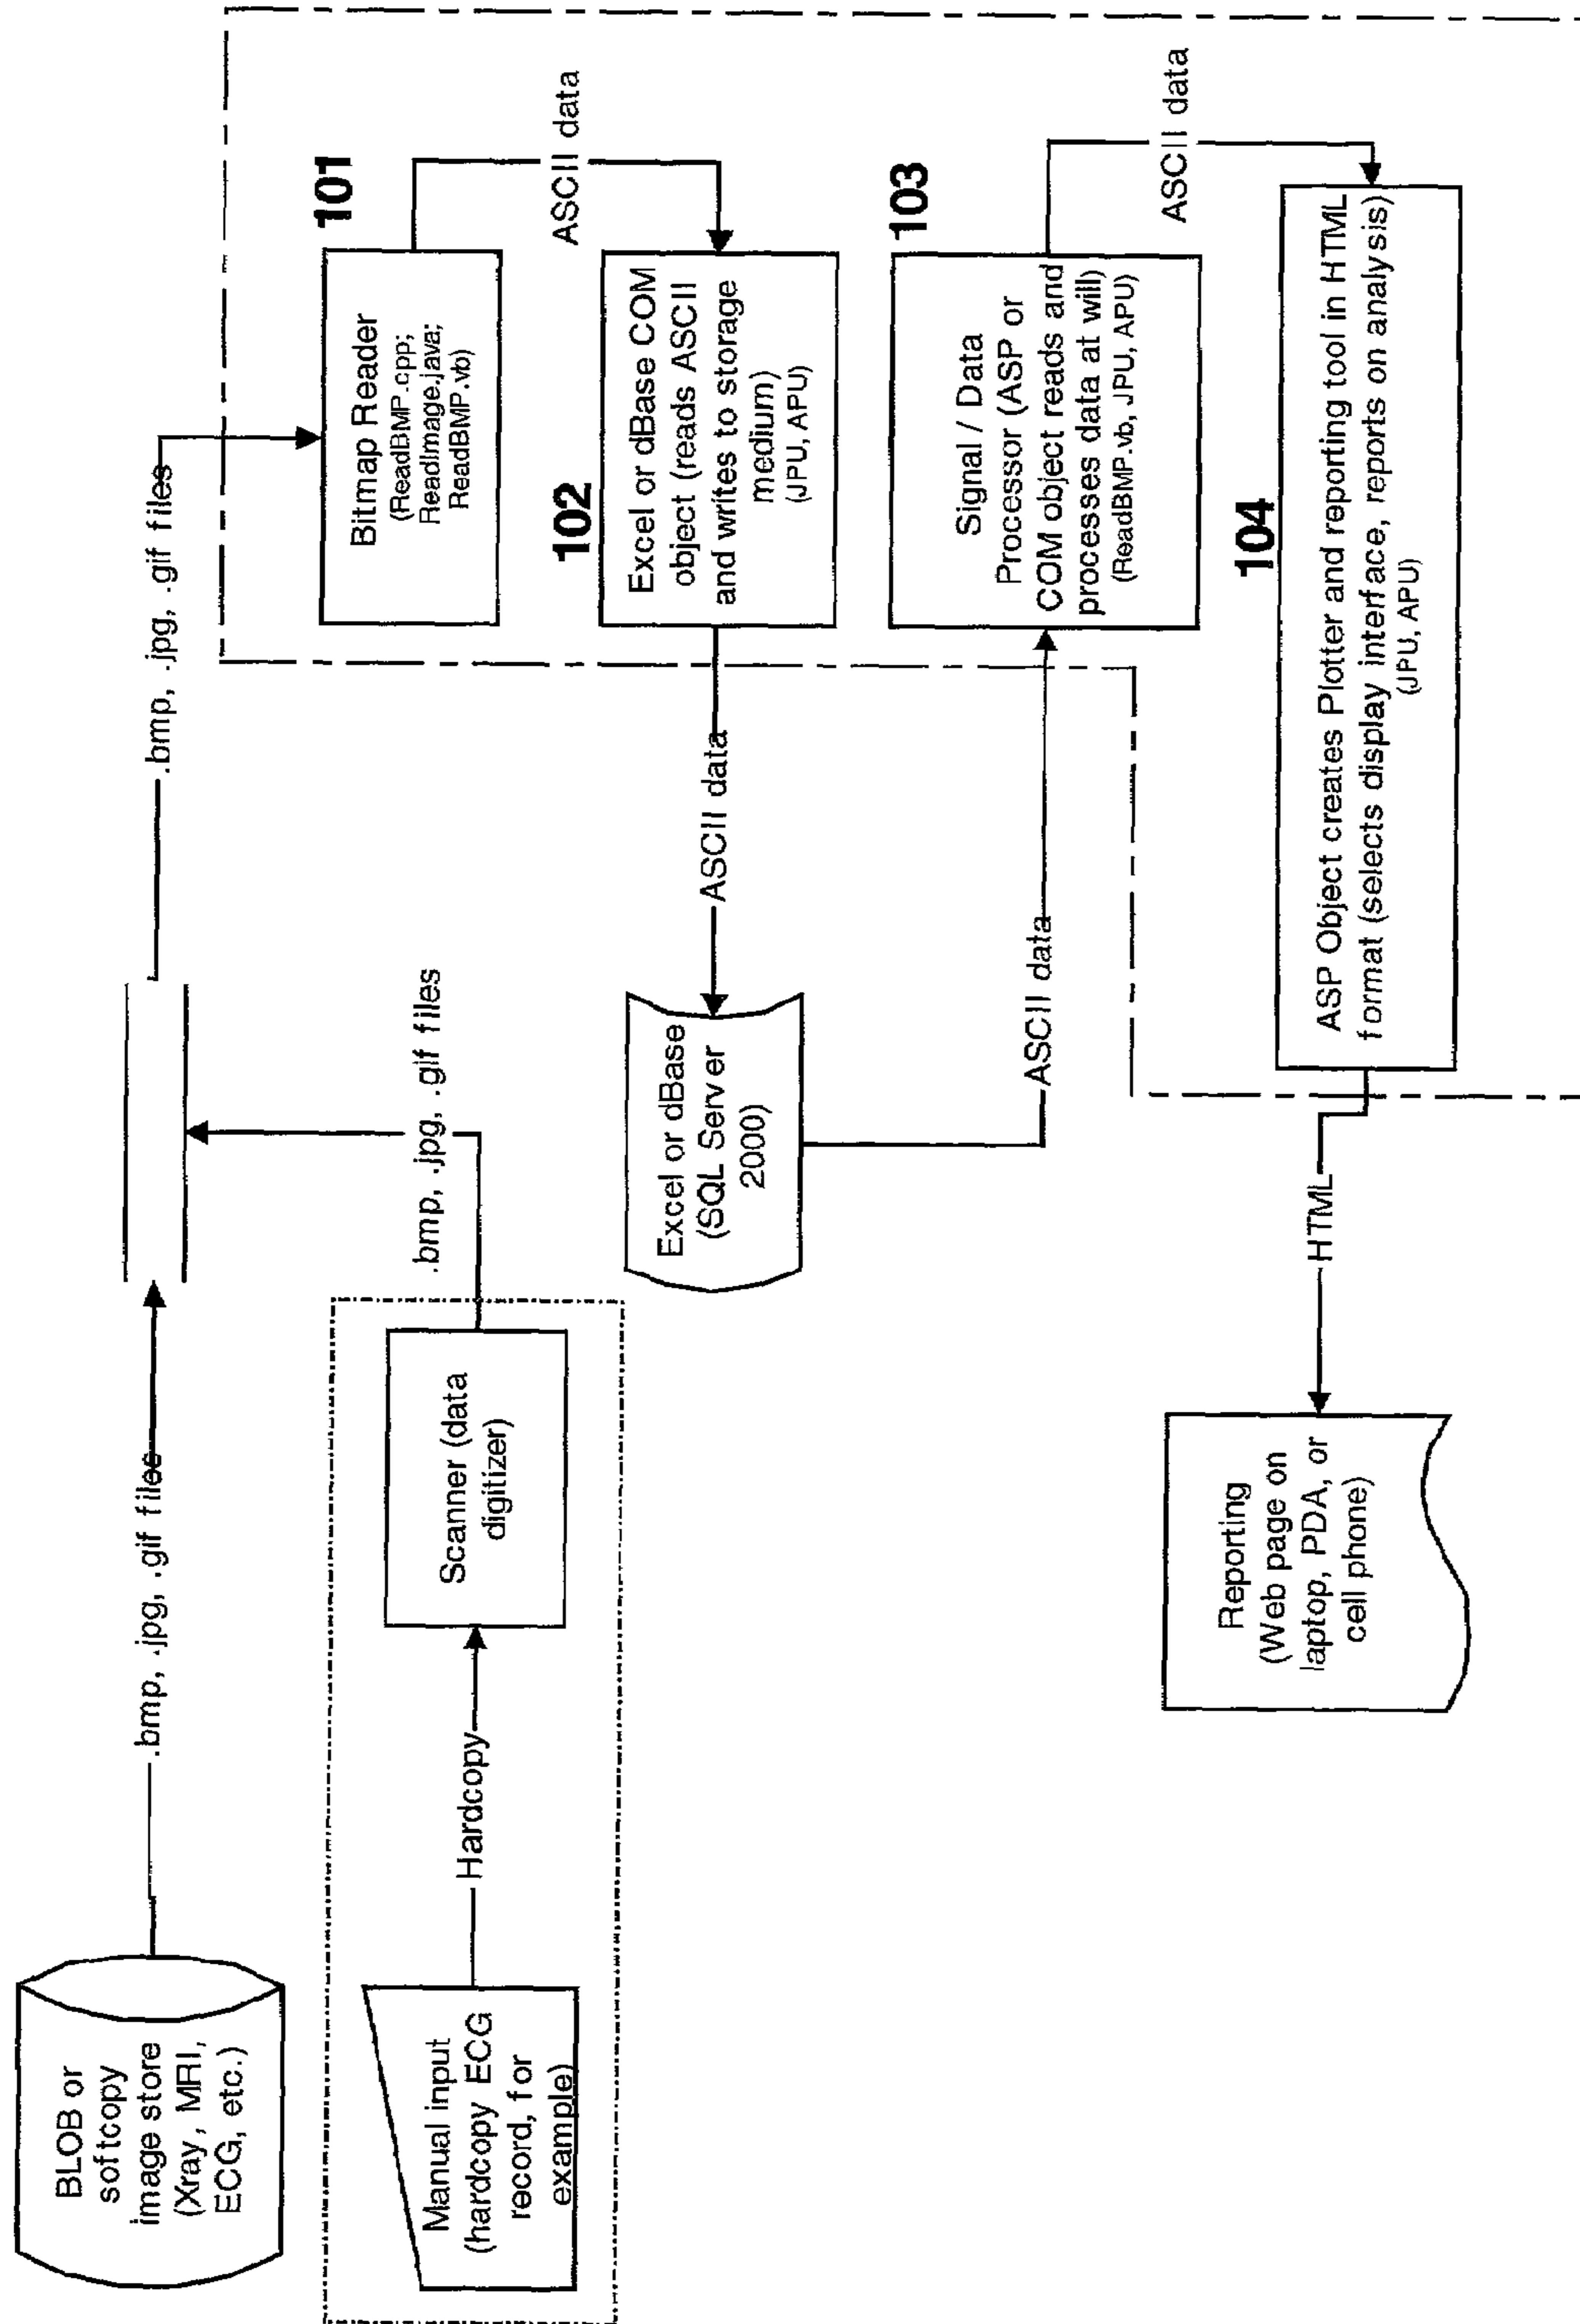 BLOB or
softcopy
image store
(Xray, MRI,
ECG, etc.)
.bmp, .jpg, .gif files
.bmp, .jpg, .gif files
Manual input
(hardcopy ECG
record, for
example)
Hardcopy
Scanner (data
digitizer)
.bmp, .jpg, .gif files
101
Bitmap Reader
(ReadBMP.cpp;
ReadImage.java;
ReadBMP.vb)
ASCII data
102
Excel or dBase COM
object (reads ASCII
and writes to storage
medium)
(JPU, APU)
ASCII data
Excel or dBase
(SQL Server
2000)
ASCII data
103
Signal / Data
Processor (ASP or
COM object reads and
processes data at will)
(ReadBMP.vb, JPU, APU)
ASCII data
104
ASP Object creates Plotter and reporting tool in HTML
format (selects display interface, reports on analysis)
(JPU, APU)
HTML
Reporting
(Web page on
laptop, PDA, or
cell phone)